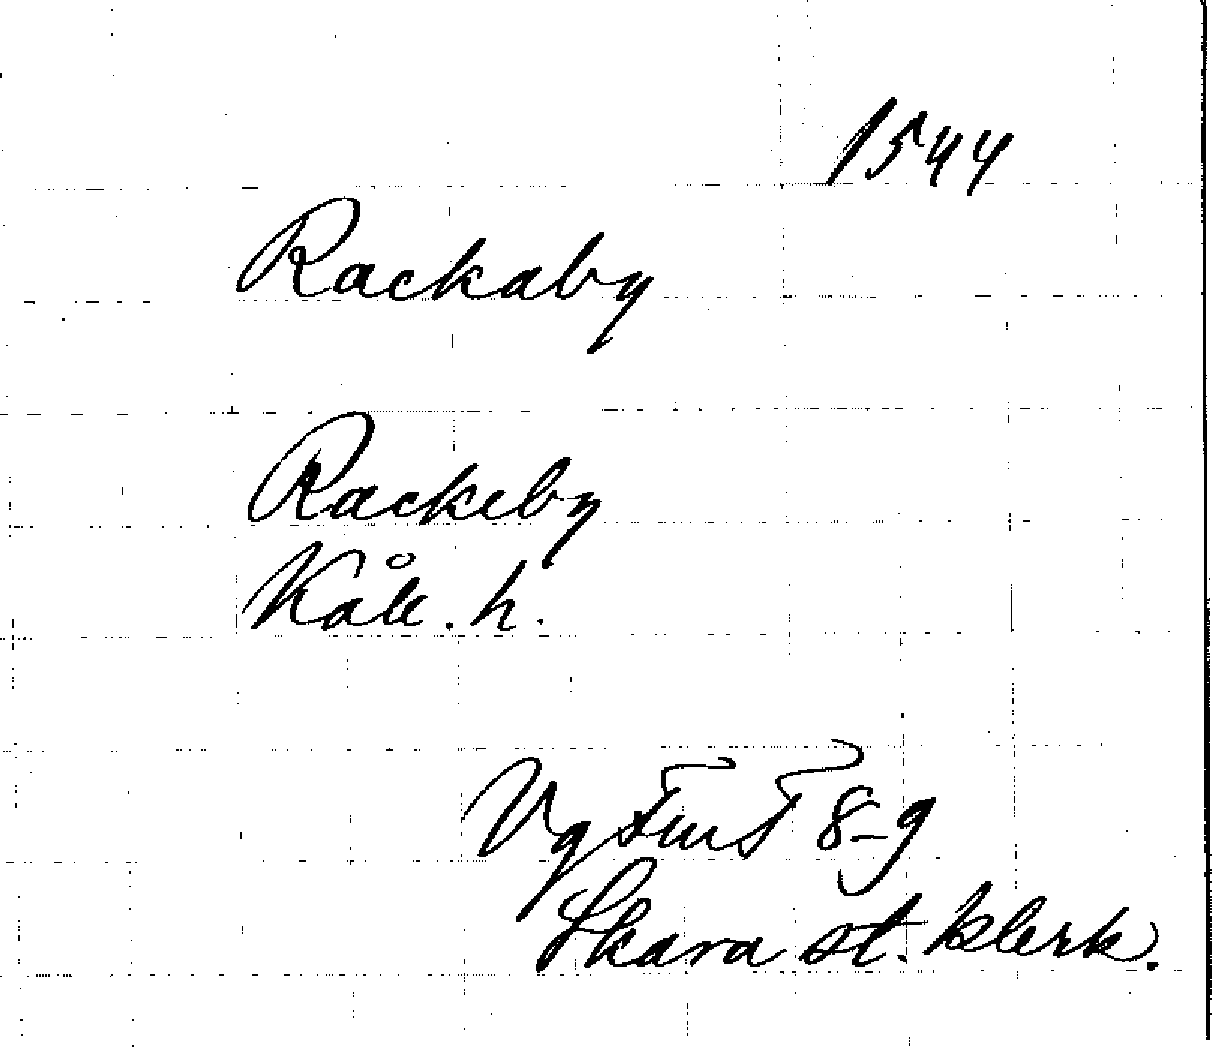 1544
Rackaby
Rackeby
Kåll. h.
Vg FmT 8-9
Skara st. klerk.